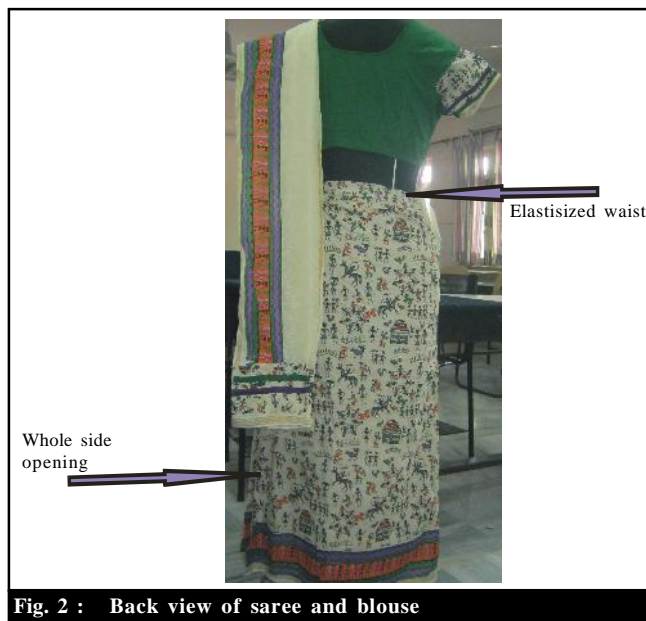 Elastisized waist
Whole side
opening
Fig. 2 : Back view of saree and blouse